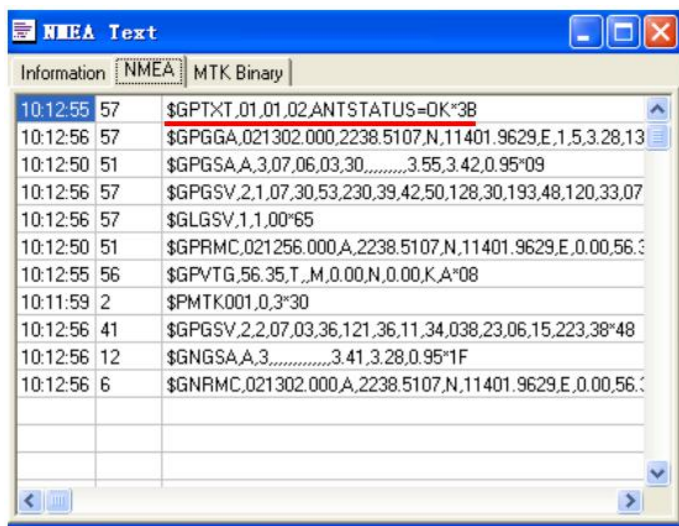 NMEA Text
Information NMEA MTK Binary
10:12:55 57 $GPTXT,01,01,02,ANTSTATUS=OK*3B
10:12:56 57 $GPGGA,021302.000,2238.5107,N,11401.9629,E,1,5,3.28,13
10:12:50 51 $GPGSA,A,3,07,06,03,30,,,,,,,,,3.55,3.42,0.95*09
10:12:56 57 $GPGSV,2,1,07,30,53,230,39,42,50,128,30,193,48,120,33,07
10:12:56 57 $GLGSV,1,1,00*65
10:12:50 51 $GPRMC,021256.000,A,2238.5107,N,11401.9629,E,0.00,56.3
10:12:55 56 $GPVTG,56.35,T,,M,0.00,N,0.00,K,A*08
10:11:59 2 $PMTK001,0,3*30
10:12:56 41 $GPGSV,2,2,07,03,36,121,36,11,34,038,23,06,15,223,38*48
10:12:56 12 $GNGSA,A,3,,,,,,,,,,,,,3.41,3.28,0.95*1F
10:12:56 6 $GNRMC,021302.000,A,2238.5107,N,11401.9629,E,0.00,56.3